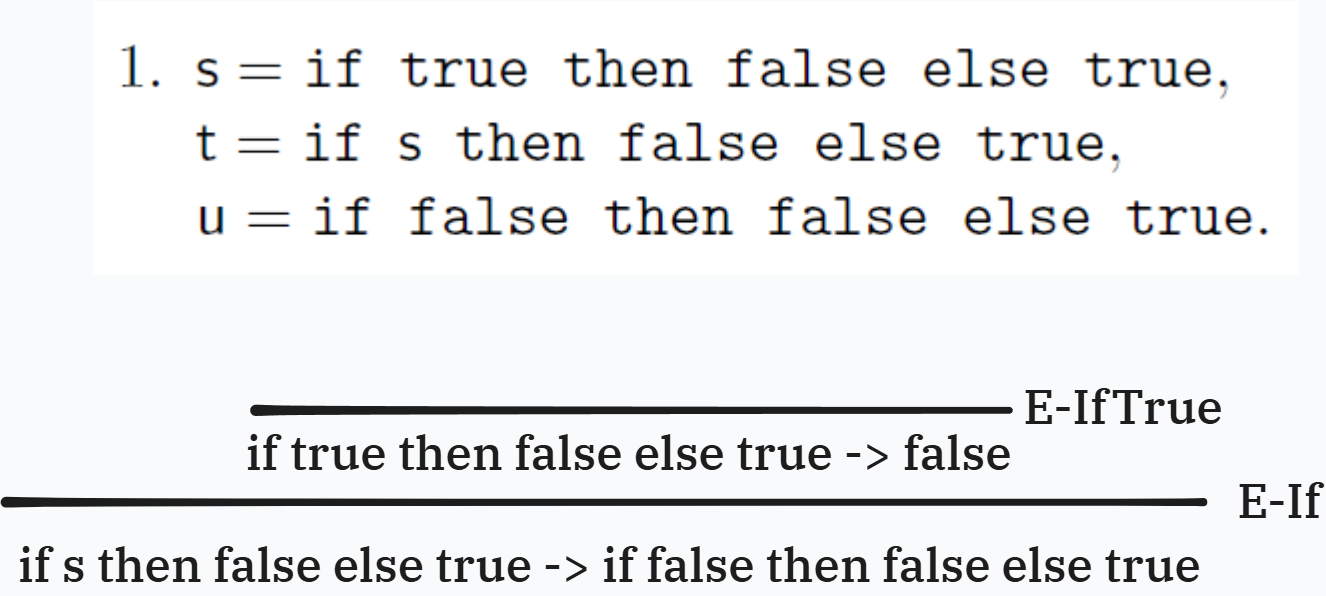 1. s = if true then false else true,
t = if s then false else true,
u = if false then false else true.
E-IfTrue
if true then false else true -> false
E-If
if s then false else true -> if false then false else true